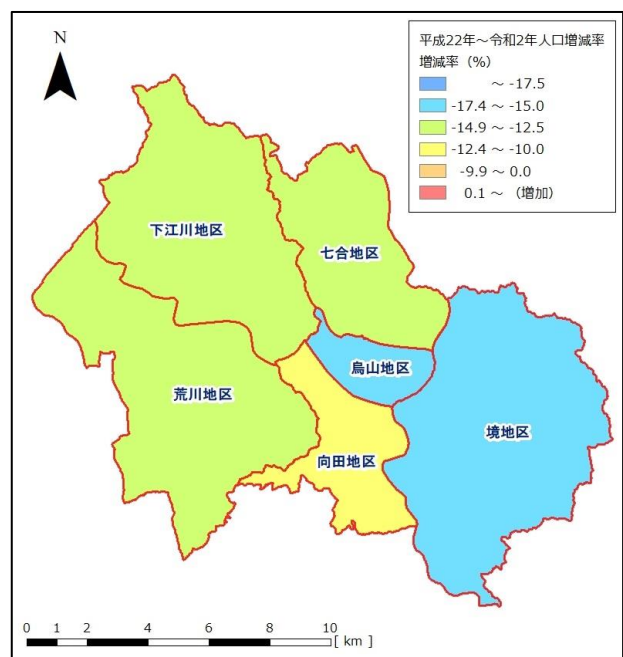 N
平成22年～令和2年人口増減率
増減率（%）
～ -17.5
-17.4 ～ -15.0
-14.9 ～ -12.5
-12.4 ～ -10.0
-9.9 ～ 0.0
0.1 ～ （増加）
下江川地区
七合地区
烏山地区
荒川地区
境地区
向田地区
0 1 2 4 6 8 10
[ km ]